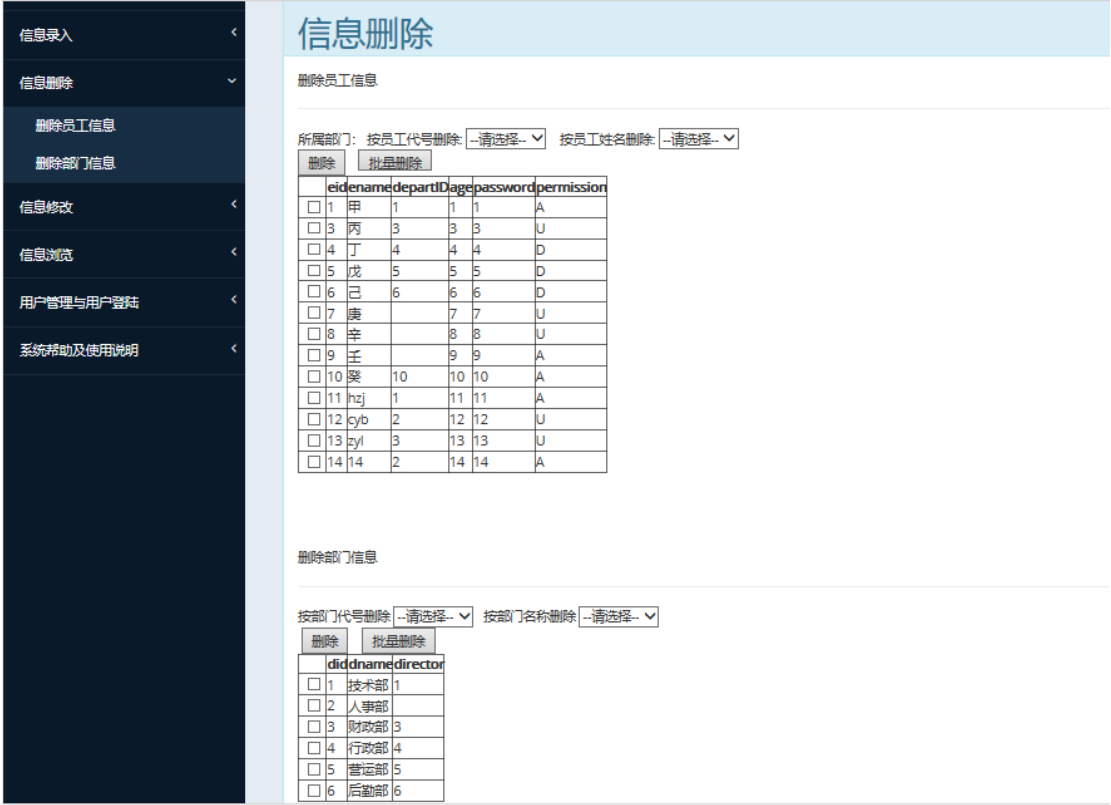 信息录入
信息删除
删除员工信息
删除部门信息
信息修改
信息浏览
用户管理与用户登陆
系统帮助及使用说明
信息删除
删除员工信息
所属部门： 按员工代号删除: --请选择-- 按员工姓名删除: --请选择--
删除 批量删除
eid ename departID age password permission
1 甲 1 1 1 A
3 丙 3 3 3 U
4 丁 4 4 4 D
5 戊 5 5 5 D
6 己 6 6 6 D
7 庚 7 7 U
8 辛 8 8 U
9 壬 9 9 A
10 癸 10 10 10 A
11 hzj 1 11 11 A
12 cyb 2 12 12 U
13 zyl 3 13 13 U
14 14 2 14 14 A
删除部门信息
按部门代号删除 --请选择-- 按部门名称删除 --请选择--
删除 批量删除
did dname director
1 技术部 1
2 人事部
3 财政部 3
4 行政部 4
5 营运部 5
6 后勤部 6